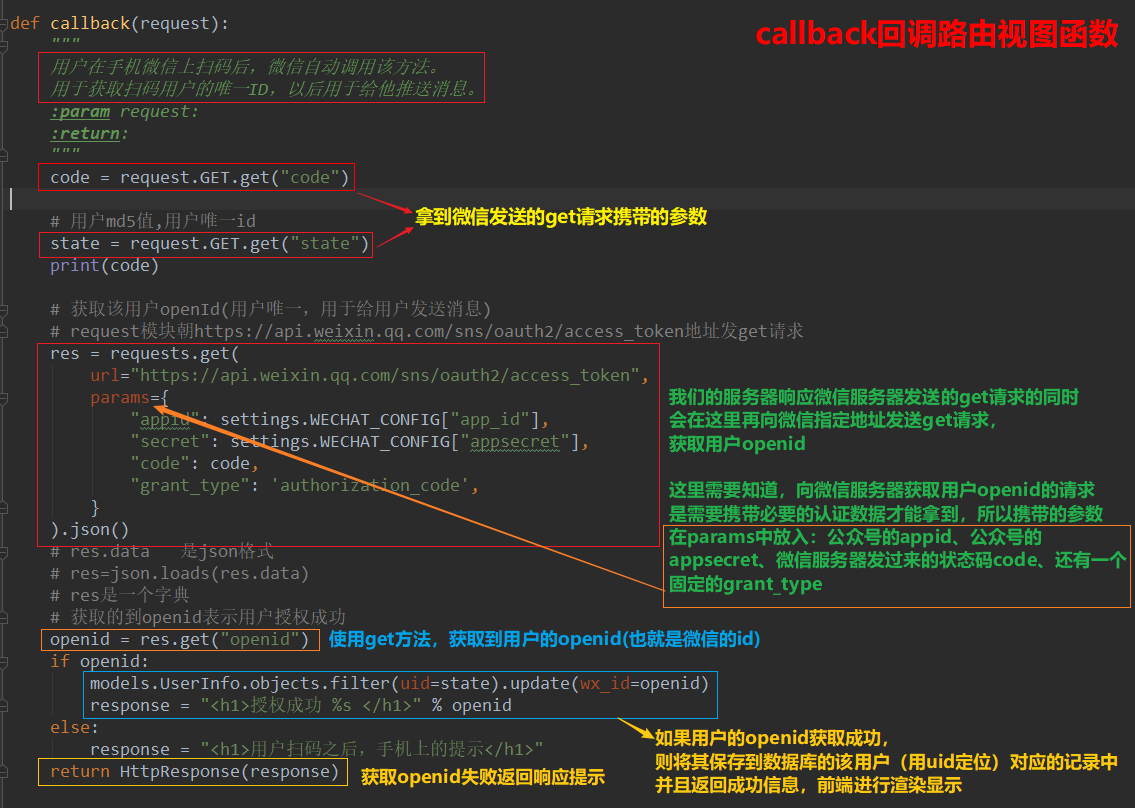 def callback(request):
callback回调路由视图函数
"""
用户在手机微信上扫码后，微信自动调用该方法。
用于获取扫码用户的唯一ID，以后用于给他推送消息。
:param request:
:return:
"""
code = request.GET.get("code")
# 用户md5值,用户唯一id
拿到微信发送的get请求携带的参数
state = request.GET.get("state")
print(code)
# 获取该用户openId(用户唯一，用于给用户发送消息)
# request模块朝https://api.weixin.qq.com/sns/oauth2/access_token地址发get请求
res = requests.get(
url="https://api.weixin.qq.com/sns/oauth2/access_token",
params={
"appid": settings.WECHAT_CONFIG["app_id"],
"secret": settings.WECHAT_CONFIG["appsecret"],
"code": code,
"grant_type": 'authorization_code',
}
).json()
我们的服务器响应微信服务器发送的get请求的同时
会在这里再向微信指定地址发送get请求，
获取用户openid
这里需要知道，向微信服务器获取用户openid的请求
是需要携带必要的认证数据才能拿到，所以携带的参数
在params中放入：公众号的appid、公众号的
appsecret、微信服务器发过来的状态码code、还有一个
固定的grant_type
# res.data 是json格式
# res=json.loads(res.data)
# res是一个字典
# 获取的到openid表示用户授权成功
openid = res.get("openid")
使用get方法，获取到用户的openid(也就是微信的id)
if openid:
models.UserInfo.objects.filter(uid=state).update(wx_id=openid)
response = "<h1>授权成功 %s </h1>" % openid
else:
response = "<h1>用户扫码之后，手机上的提示</h1>"
return HttpResponse(response)
获取openid失败返回响应提示
如果用户的openid获取成功，
则将其保存到数据库的该用户（用uid定位）对应的记录中
并且返回成功信息，前端进行渲染显示